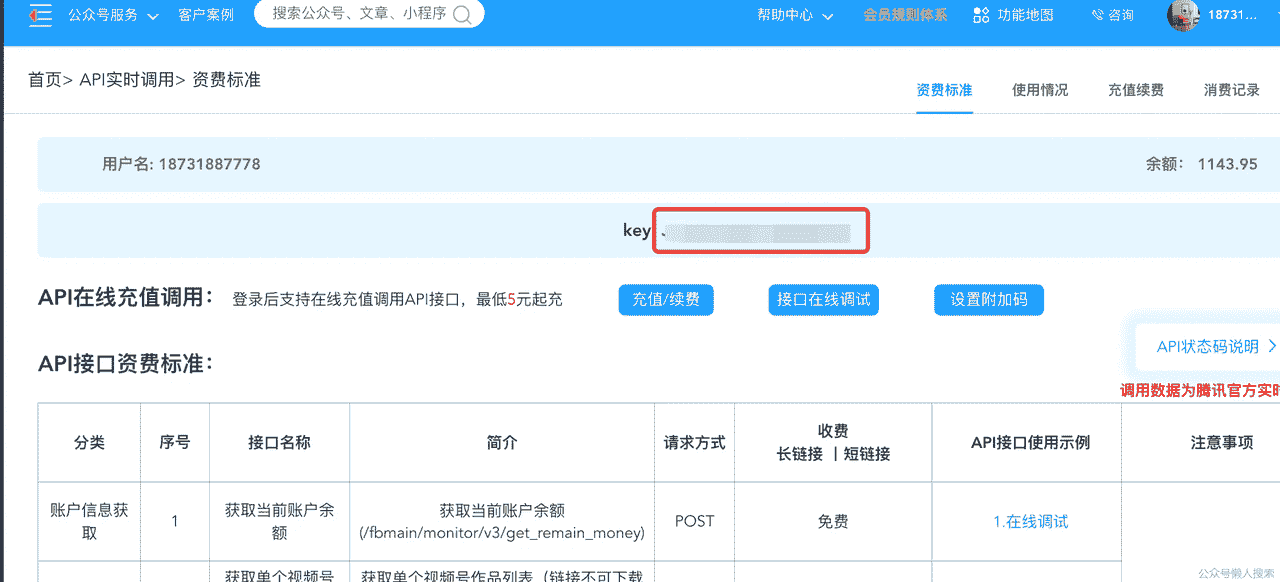 公众号服务 客户案例 搜索公众号、文章、小程序 帮助中心 会员规则体系 功能地图 咨询 18731...
首页> API实时调用> 资费标准
资费标准 使用情况 充值续费 消费记录
用户名: 18731887778 余额: 1143.95
key
API在线充值调用： 登录后支持在线充值调用API接口，最低5元起充 充值/续费 接口在线调试 设置附加码
API状态码说明
API接口资费标准：
调用数据为腾讯官方实时
分类 序号 接口名称 简介 请求方式 收费 API接口使用示例 注意事项
长链接 | 短链接
账户信息获取 1 获取当前账户余额 获取当前账户余额 POST 免费 1.在线调试
(/fbmain/monitor/v3/get_remain_money)
获取单个视频号 获取单个视频号作品列表（链接不可下载
公众号懒人搜索